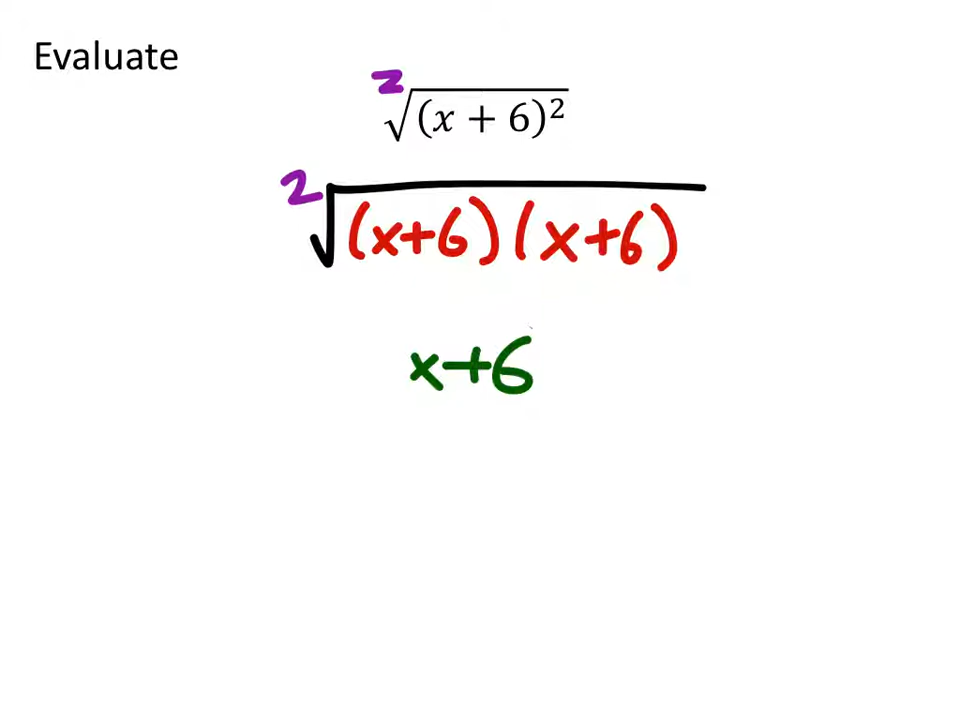 Evaluate
²√(x + 6)²
²√(x+6)(x+6)
x+6